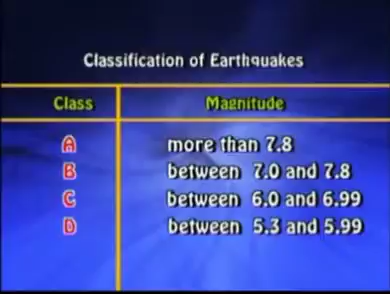 Classification of Earthquakes
Class Magnitude
A more than 7.8
B between 7.0 and 7.8
C between 6.0 and 6.99
D between 5.3 and 5.99